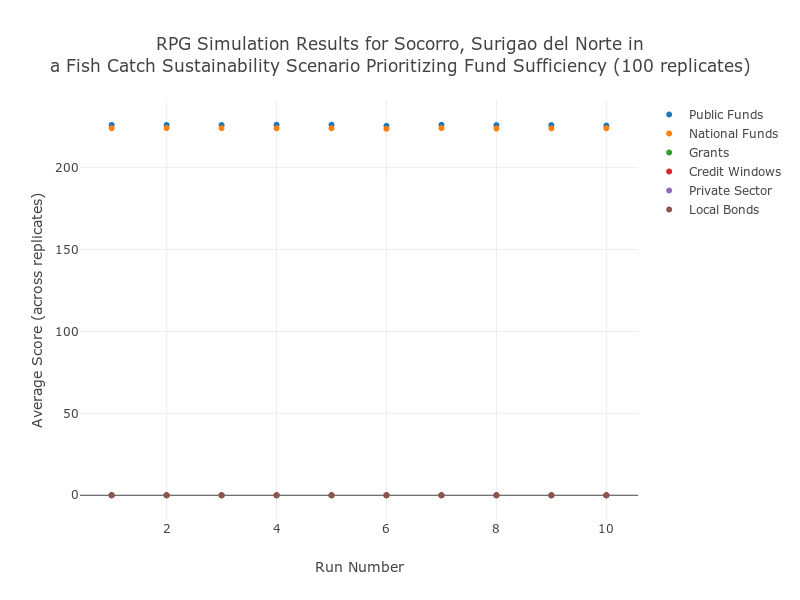 RPG Simulation Results for Socorro, Surigao del Norte in
a Fish Catch Sustainability Scenario Prioritizing Fund Sufficiency (100 replicates)
Public Funds
National Funds
Grants
Credit Windows
Private Sector
Local Bonds
Average Score (across replicates)
200
150
100
50
0
2
4
6
8
10
Run Number